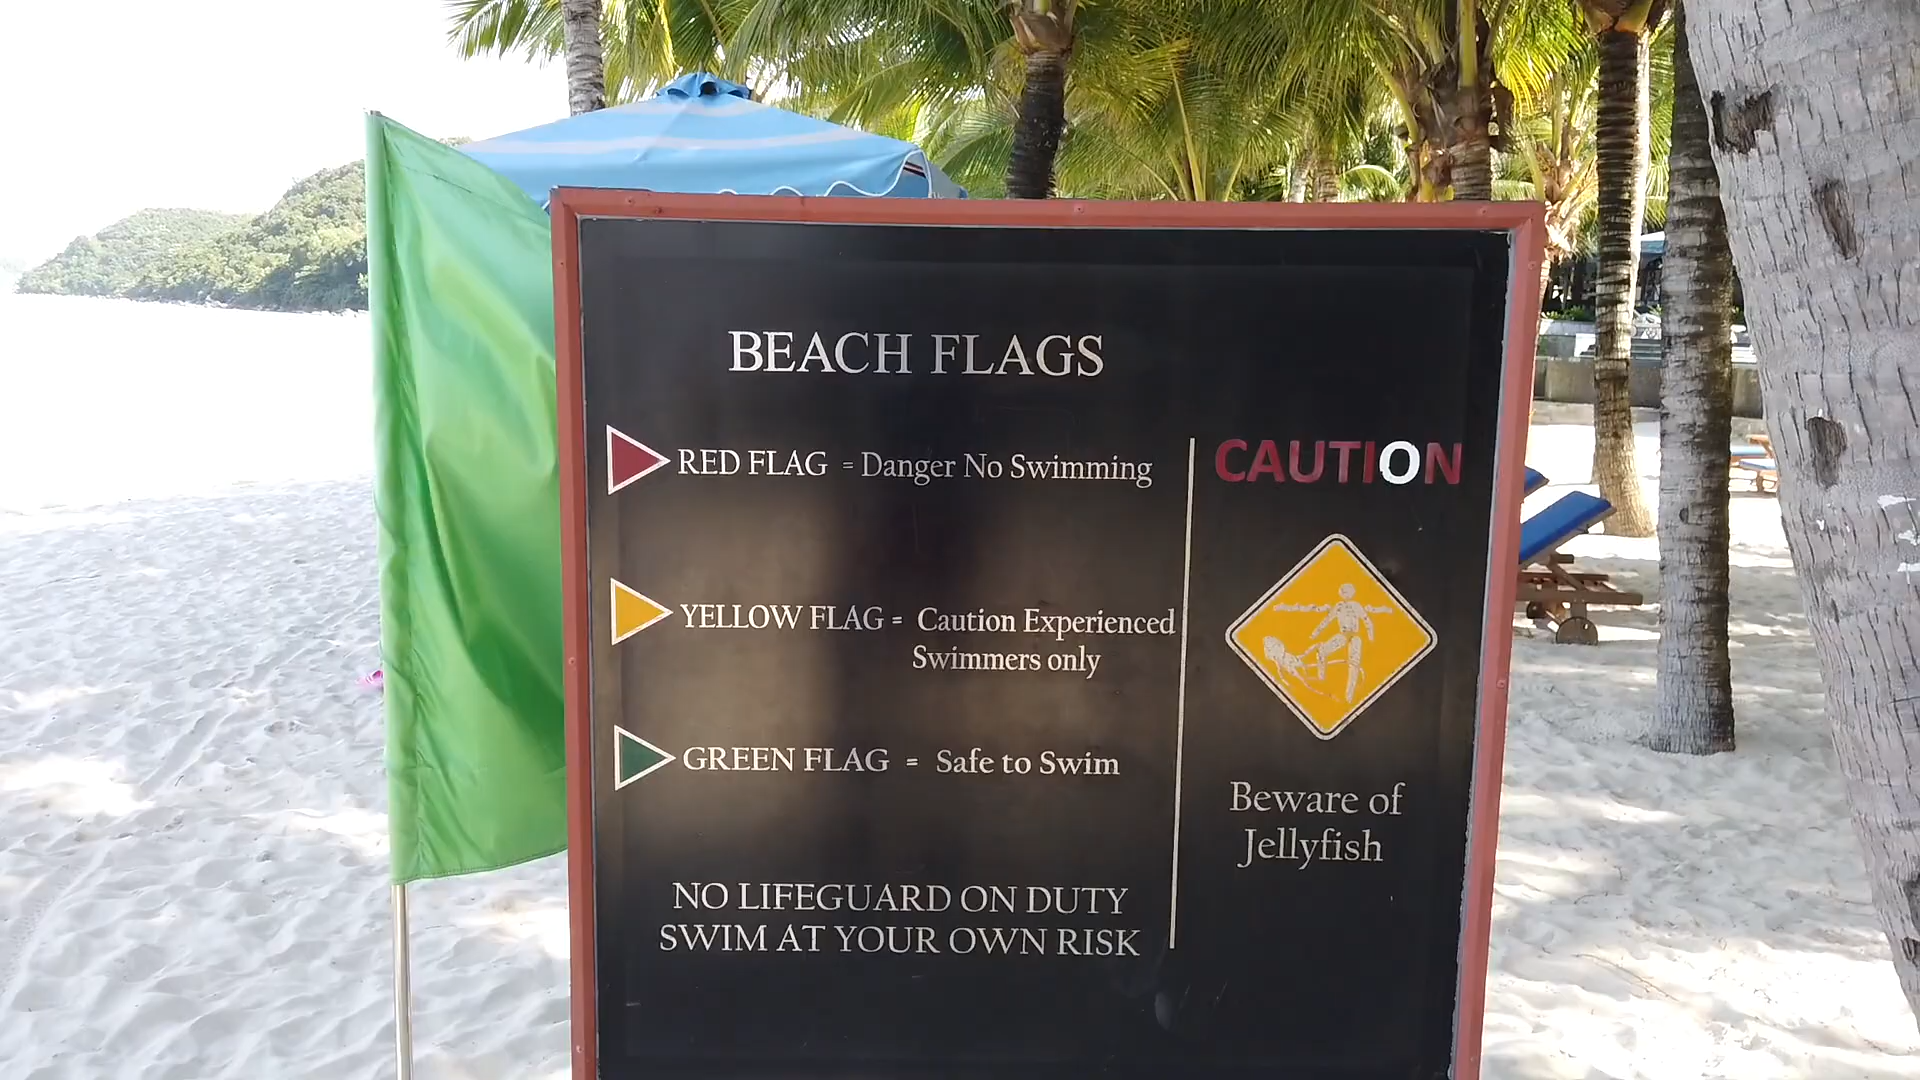 BEACH FLAGS
RED FLAG = Danger No Swimming
YELLOW FLAG = Caution Experienced
Swimmers only
GREEN FLAG = Safe to Swim
NO LIFEGUARD ON DUTY
SWIM AT YOUR OWN RISK
CAUTION
Beware of
Jellyfish